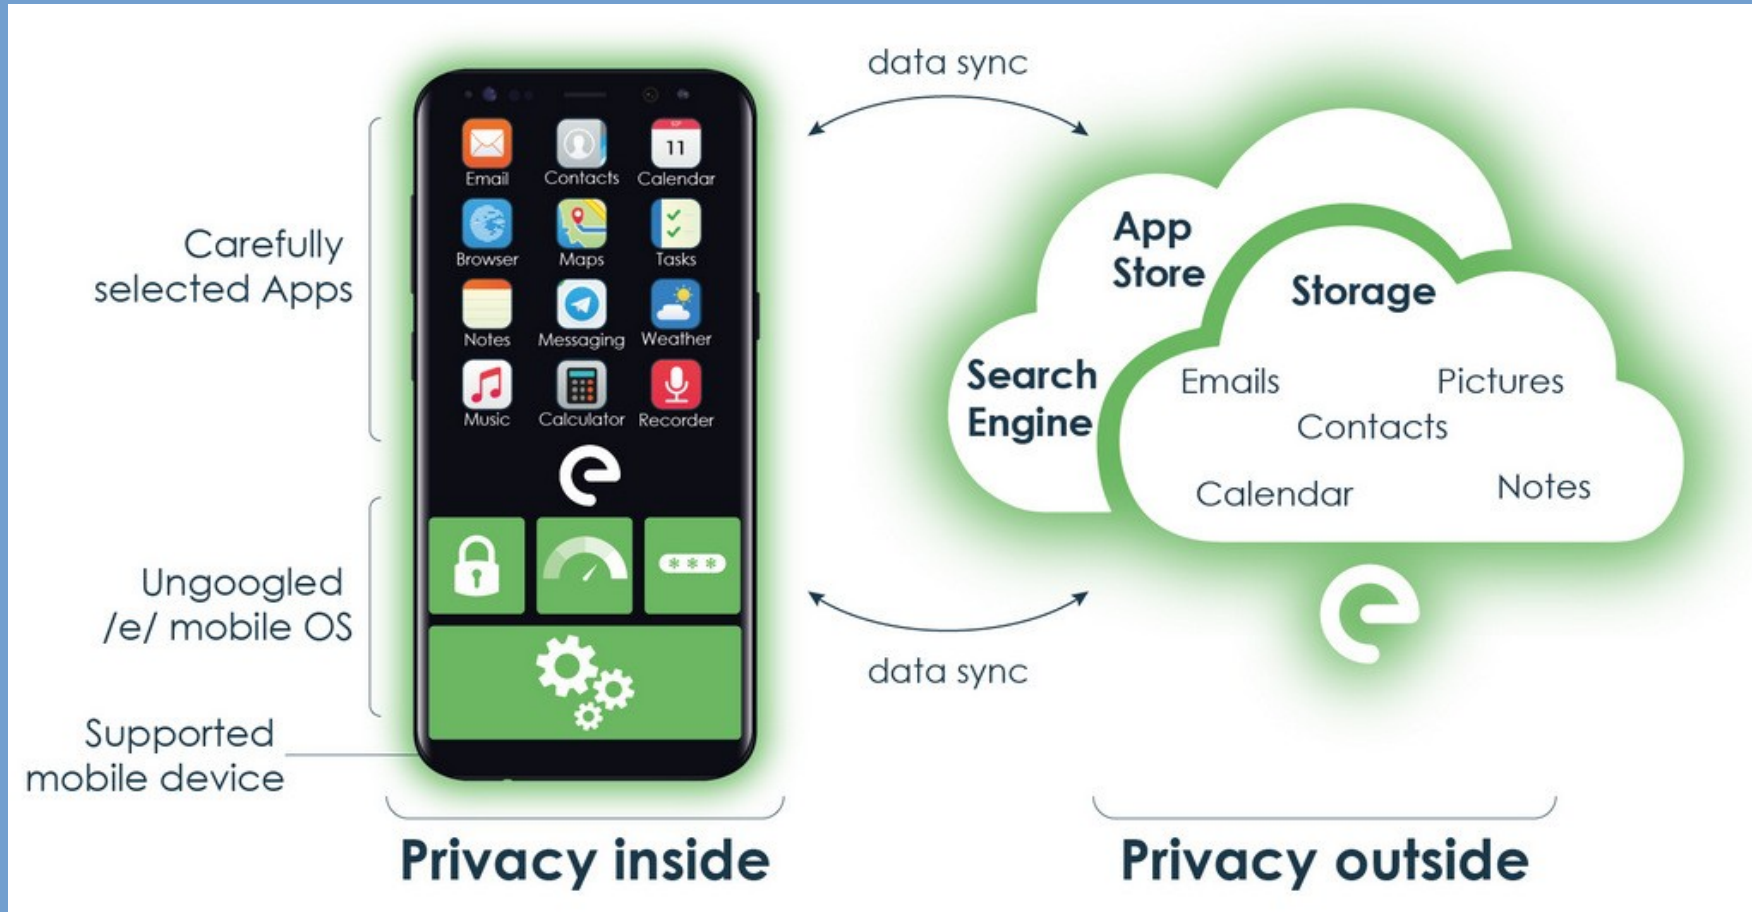 data sync
Email Contacts Calendar
SEP
11
Browser Maps Tasks
Notes Messaging Weather
Music Calculator Recorder
Carefully
selected Apps
Ungoogled
/e/ mobile OS
Supported
mobile device
Privacy inside
App
Store
Search
Engine
Storage
Emails Pictures
Contacts
Calendar Notes
e
***
e
data sync
Privacy outside